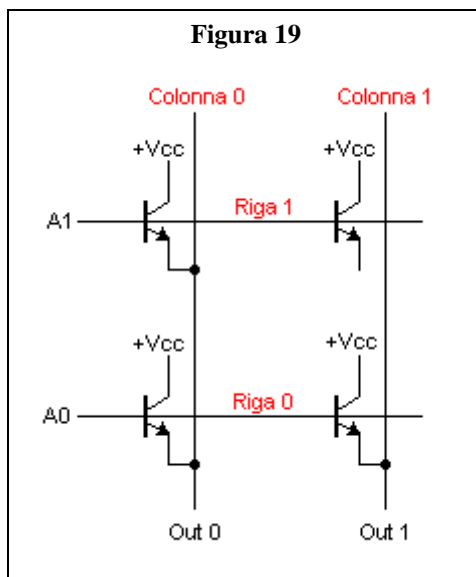 Figura 19
Colonna 0 Colonna 1
+Vcc +Vcc
A1 Riga 1
+Vcc +Vcc
A0 Riga 0
Out 0 Out 1